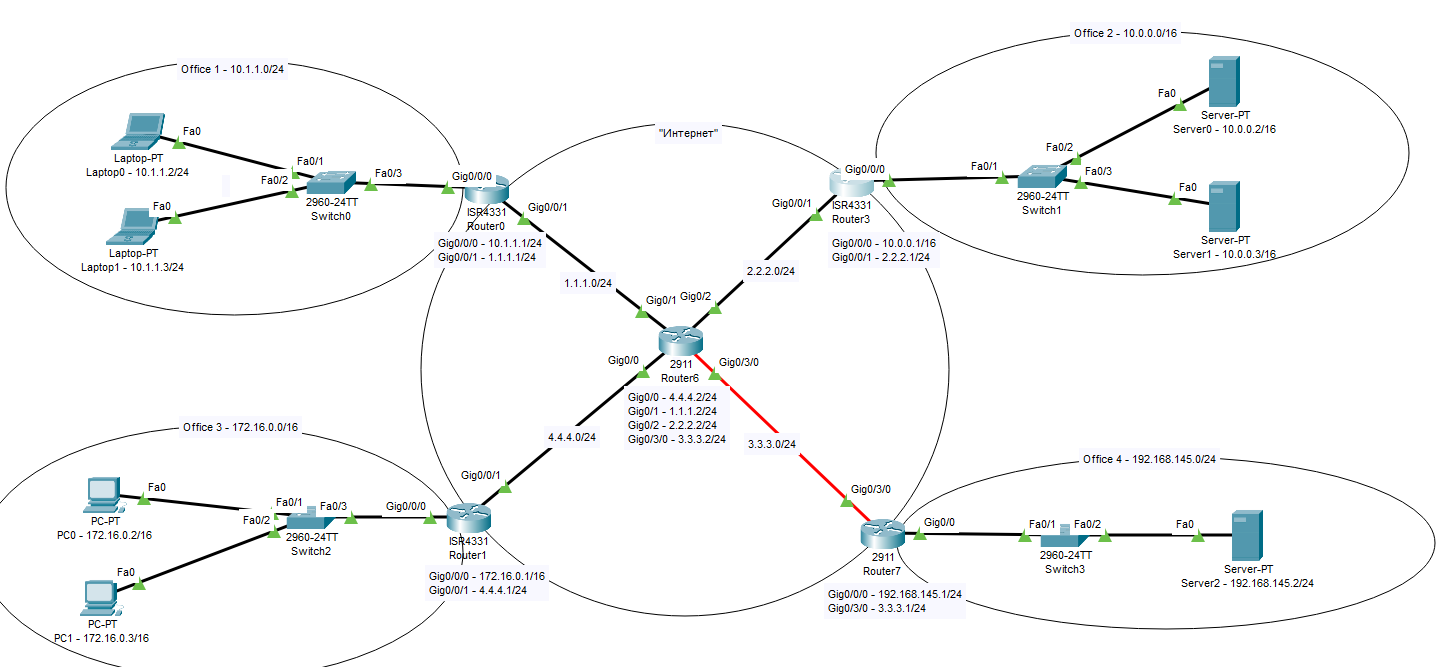 Office 1 - 10.1.1.0/24
Fa0
Laptop-PT
Laptop0 - 10.1.1.2/24
Fa0
Laptop-PT
Laptop1 - 10.1.1.3/24
Fa0/1
Fa0/2
Fa0/3
2960-24TT
Switch0
Gig0/0/0
ISR4331
Router0
Gig0/0/1
Gig0/0/0 - 10.1.1.1/24
Gig0/0/1 - 1.1.1.1/24
"Интернет"
1.1.1.0/24
2.2.2.0/24
Office 2 - 10.0.0.0/16
Gig0/0/0
Gig0/0/1
ISR4331
Router3
Gig0/0/0 - 10.0.0.1/16
Gig0/0/1 - 2.2.2.1/24
Fa0/1
Fa0/2
Fa0/3
2960-24TT
Switch1
Fa0
Server-PT
Server0 - 10.0.0.2/16
Fa0
Server-PT
Server1 - 10.0.0.3/16
Gig0/1
Gig0/2
Gig0/0
Gig0/3/0
2911
Router6
Gig0/0 - 4.4.4.2/24
Gig0/1 - 1.1.1.2/24
Gig0/2 - 2.2.2.2/24
Gig0/3/0 - 3.3.3.2/24
4.4.4.0/24
3.3.3.0/24
Office 3 - 172.16.0.0/16
Fa0
PC-PT
PC0 - 172.16.0.2/16
Fa0
PC-PT
PC1 - 172.16.0.3/16
Fa0/1
Fa0/2
Fa0/3
2960-24TT
Switch2
Gig0/0/0
Gig0/0/1
ISR4331
Router1
Gig0/0/0 - 172.16.0.1/16
Gig0/0/1 - 4.4.4.1/24
Office 4 - 192.168.145.0/24
Gig0/3/0
Gig0/0
2911
Router7
Gig0/0/0 - 192.168.145.1/24
Gig0/3/0 - 3.3.3.1/24
Fa0/1
Fa0/2
2960-24TT
Switch3
Fa0
Server-PT
Server2 - 192.168.145.2/24